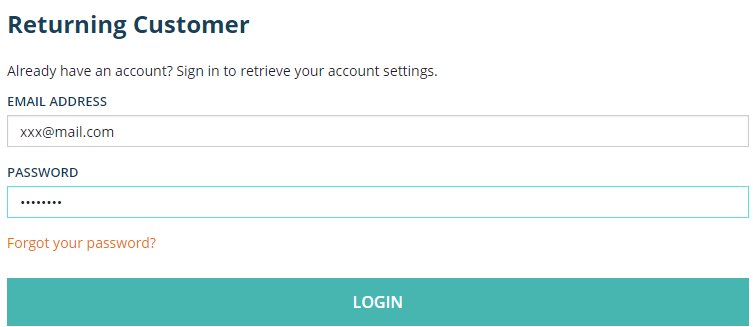 Returning Customer
Already have an account? Sign in to retrieve your account settings.
EMAIL ADDRESS
xxx@mail.com
PASSWORD
••••••••
Forgot your password?
LOGIN